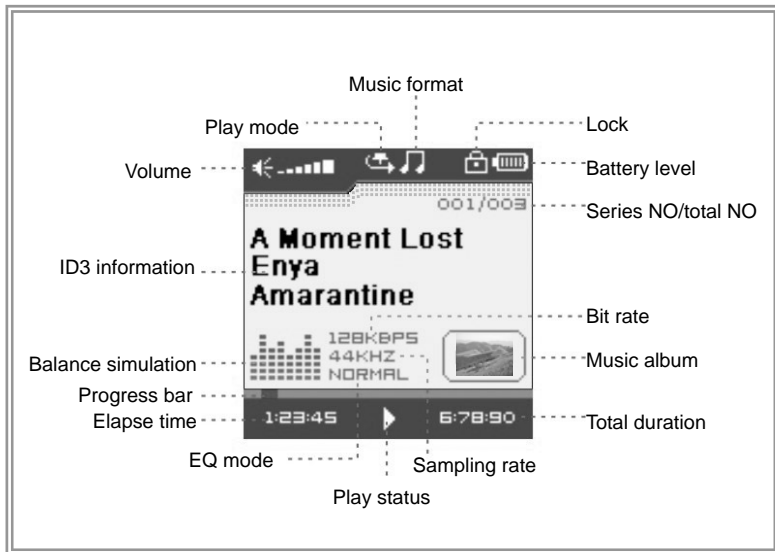 Music format
Play mode
Lock
Volume
Battery level
001/003
Series NO/total NO
A Moment Lost
Enya
Amarantine
ID3 information
Bit rate
128KBPS
44KHZ
NORMAL
Balance simulation
Music album
Progress bar
Elapse time
1:23:45
6:78:90
Total duration
EQ mode
Sampling rate
Play status